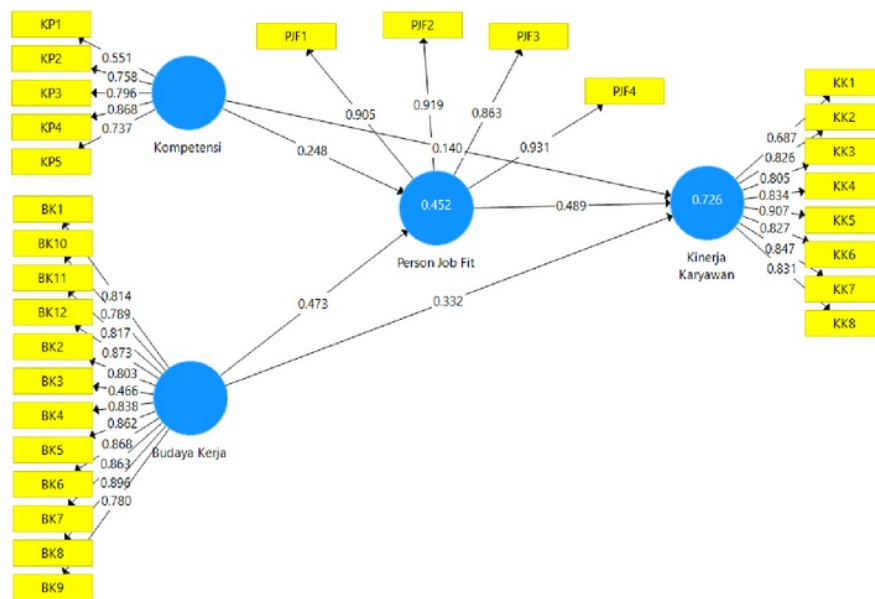 KP1
KP2
KP3
KP4
KP5
0.551
0.758
0.796
0.868
0.737
Kompetensi
PJF1
PJF2
PJF3
PJF4
0.905
0.919
0.863
0.931
0.248
0.140
0.452
Person Job Fit
0.489
0.473
0.332
BK1
BK10
BK11
BK12
BK2
BK3
BK4
BK5
BK6
BK7
BK8
BK9
0.814
0.789
0.817
0.873
0.803
0.466
0.838
0.862
0.868
0.863
0.896
0.780
Budaya Kerja
0.726
Kinerja
Karyawan
0.687
0.826
0.805
0.834
0.907
0.827
0.847
0.831
KK1
KK2
KK3
KK4
KK5
KK6
KK7
KK8